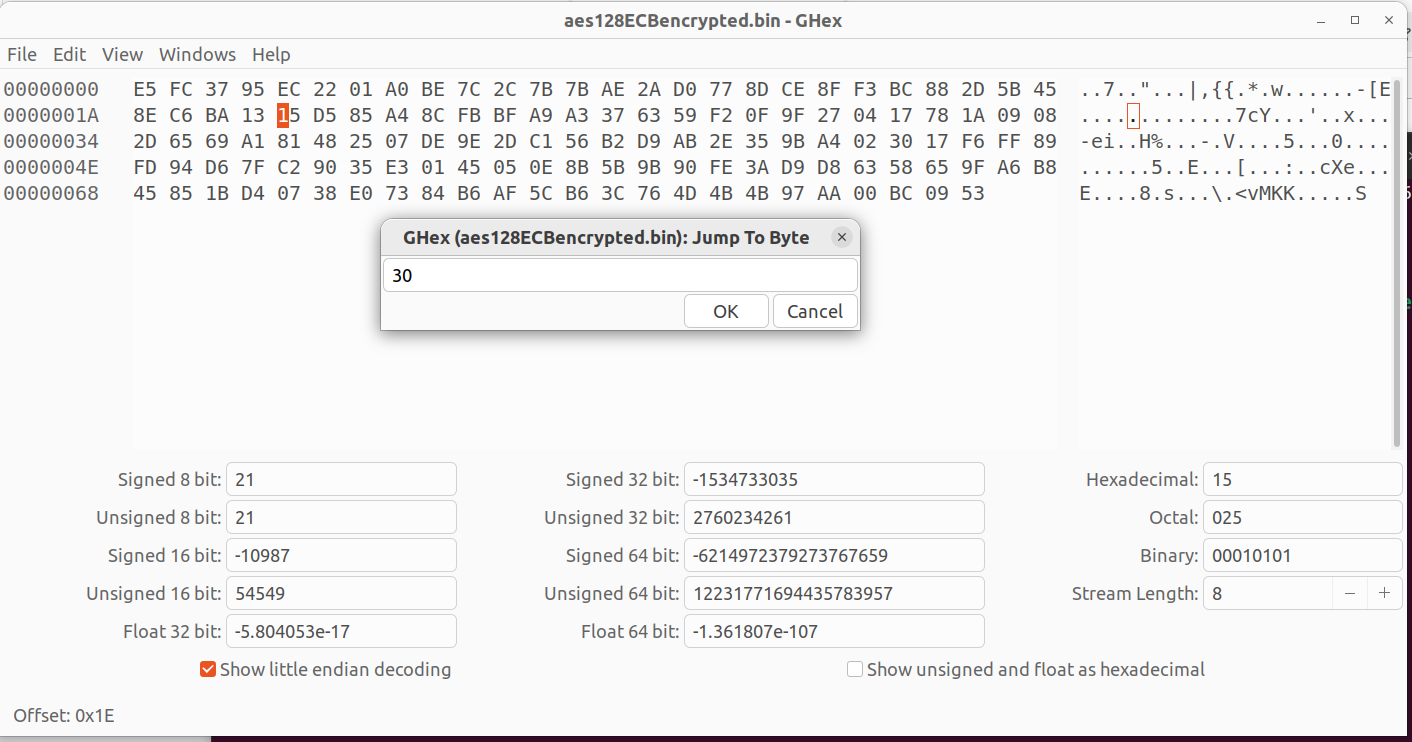 aes128ECBencrypted.bin - GHex
File Edit View Windows Help
00000000 E5 FC 37 95 EC 22 01 A0 BE 7C 2C 7B 7B AE 2A D0 77 8D CE 8F F3 BC 88 2D 5B 45 ..7.."...|,{{.*.w......-[E
0000001A 8E C6 BA 13 15 D5 85 A4 8C FB BF A9 A3 37 63 59 F2 0F 9F 27 04 17 78 1A 09 08 .............7cY...'..x...
00000034 2D 65 69 A1 81 48 25 07 DE 9E 2D C1 56 B2 D9 AB 2E 35 9B A4 02 30 17 F6 FF 89 -ei..H%...-.V....5...0....
0000004E FD 94 D6 7F C2 90 35 E3 01 45 05 0E 8B 5B 9B 90 FE 3A D9 D8 63 58 65 9F A6 B8 ......5..E...[...:..cXe...
00000068 45 85 1B D4 07 38 E0 73 84 B6 AF 5C B6 3C 76 4D 4B 4B 97 AA 00 BC 09 53 E....8.s...\.<vMKK.....S
GHex (aes128ECBencrypted.bin): Jump To Byte
30
OK Cancel
Signed 8 bit: 21 Signed 32 bit: -1534733035 Hexadecimal: 15
Unsigned 8 bit: 21 Unsigned 32 bit: 2760234261 Octal: 025
Signed 16 bit: -10987 Signed 64 bit: -6214972379273767659 Binary: 00010101
Unsigned 16 bit: 54549 Unsigned 64 bit: 12231771694435783957 Stream Length: 8
Float 32 bit: -5.804053e-17 Float 64 bit: -1.361807e-107
Show little endian decoding Show unsigned and float as hexadecimal
Offset: 0x1E